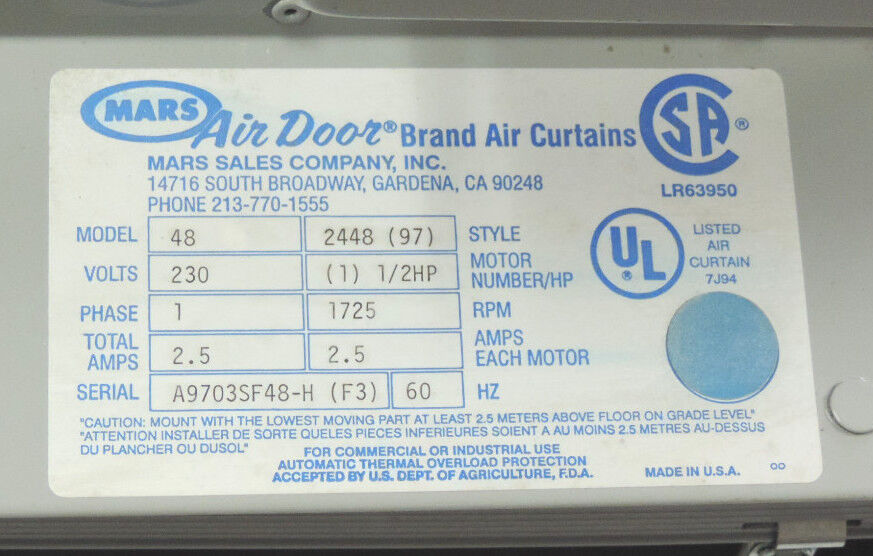 MARS Air Door® Brand Air Curtains
MARS SALES COMPANY, INC.
14716 SOUTH BROADWAY, GARDENA, CA 90248
PHONE 213-770-1555
SA ®
LR63950
MODEL 48 2448 (97) STYLE
VOLTS 230 (1) 1/2HP MOTOR NUMBER/HP
PHASE 1 1725 RPM
TOTAL AMPS 2.5 2.5 AMPS EACH MOTOR
SERIAL A9703SF48-H (F3) 60 HZ
UL ®
LISTED
AIR
CURTAIN
7J94
"CAUTION: MOUNT WITH THE LOWEST MOVING PART AT LEAST 2.5 METERS ABOVE FLOOR ON GRADE LEVEL"
"ATTENTION INSTALLER DE SORTE QUELES PIECES INFERIEURES SOIENT A AU MOINS 2.5 METRES AU-DESSUS
DU PLANCHER OU DUSOL"
FOR COMMERCIAL OR INDUSTRIAL USE
AUTOMATIC THERMAL OVERLOAD PROTECTION
ACCEPTED BY U.S. DEPT. OF AGRICULTURE, F.D.A.
MADE IN U.S.A. OO